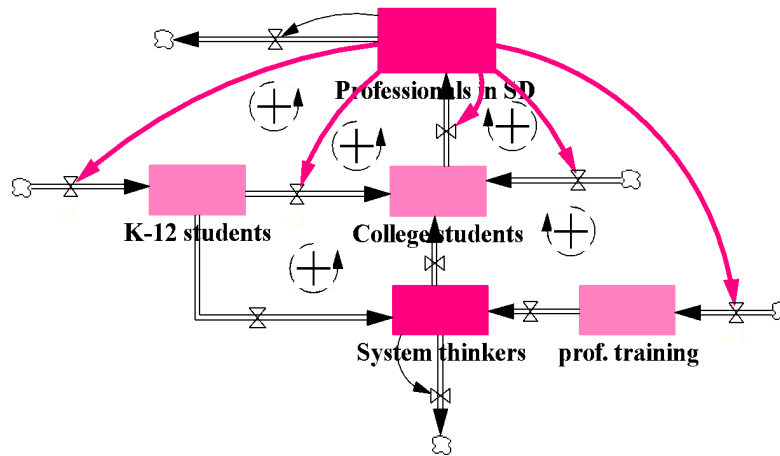 Professionals in SD
K-12 students
College students
System thinkers
prof. training